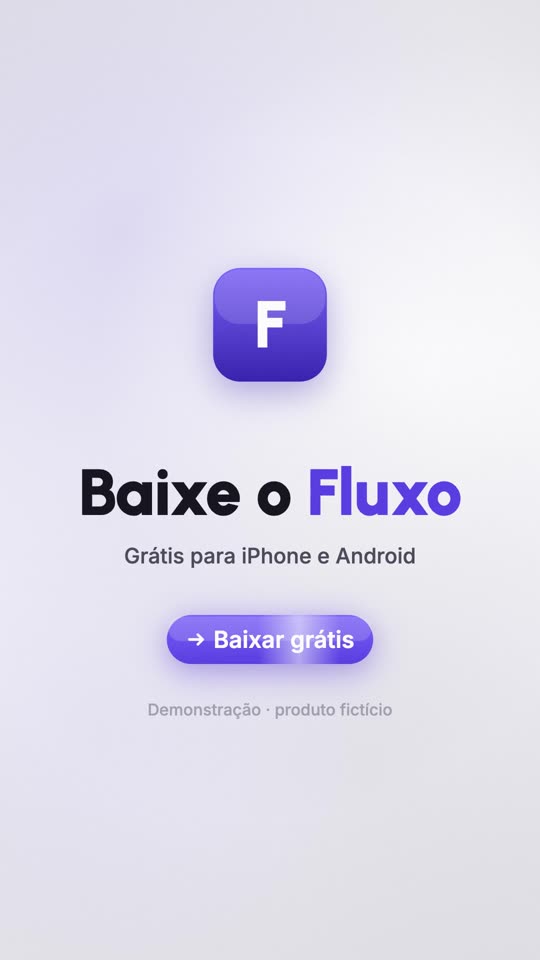 F
Baixe o Fluxo
Grátis para iPhone e Android
→ Baixar grátis
Demonstração · produto fictício